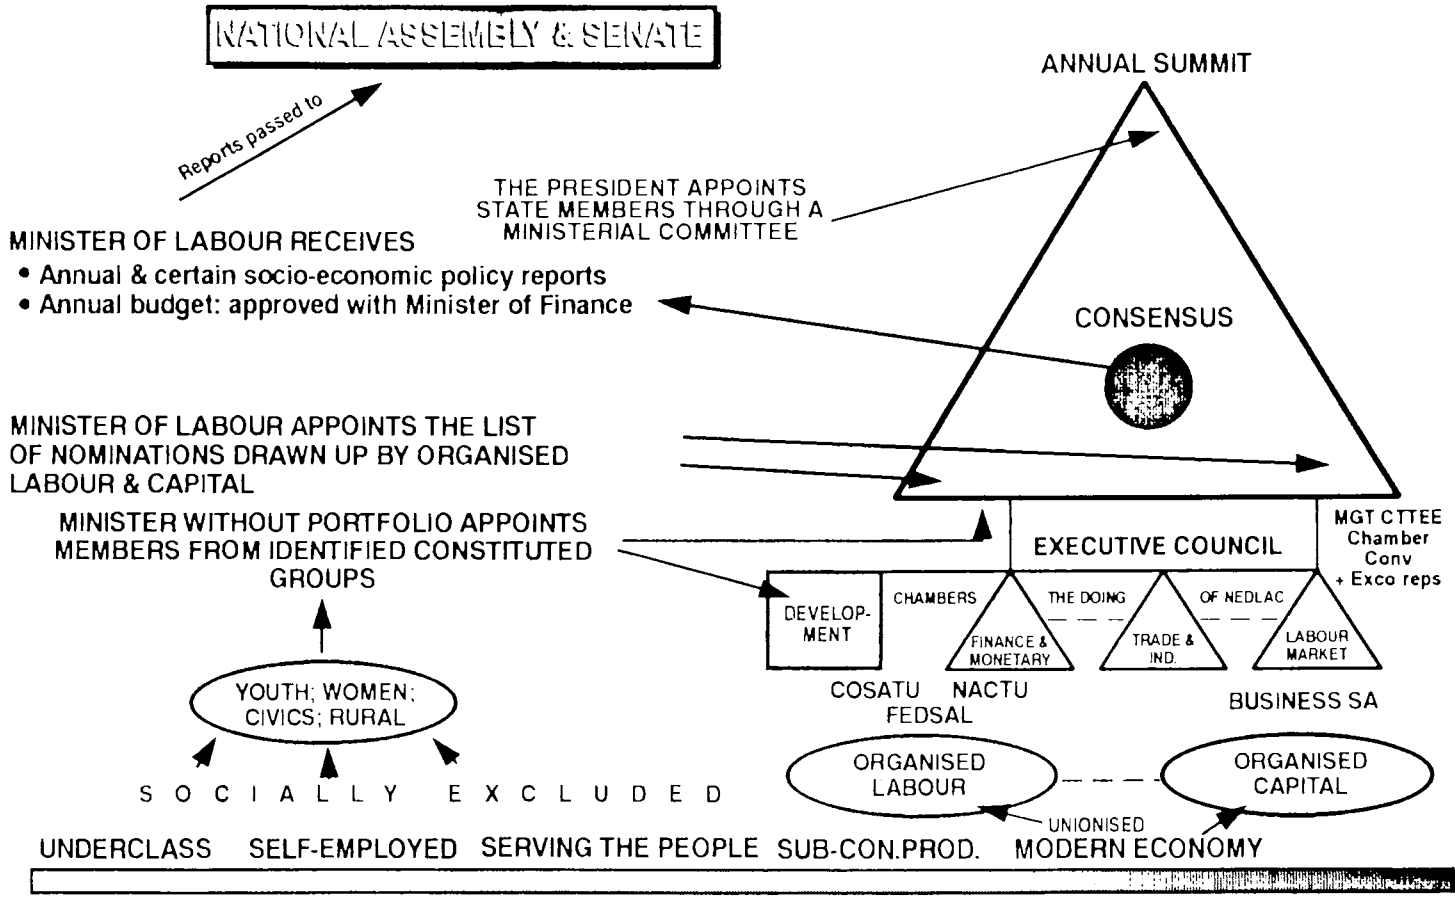 NATIONAL ASSEMBLY & SENATE
ANNUAL SUMMIT
Reports passed to
THE PRESIDENT APPOINTS
STATE MEMBERS THROUGH A
MINISTERIAL COMMITTEE
MINISTER OF LABOUR RECEIVES
• Annual & certain socio-economic policy reports
• Annual budget: approved with Minister of Finance
CONSENSUS
MINISTER OF LABOUR APPOINTS THE LIST
OF NOMINATIONS DRAWN UP BY ORGANISED
LABOUR & CAPITAL
MINISTER WITHOUT PORTFOLIO APPOINTS
MEMBERS FROM IDENTIFIED CONSTITUTED
GROUPS
EXECUTIVE COUNCIL
MGT CTTEE
Chamber
Conv
+ Exco reps
CHAMBERS
THE DOING
OF NEDLAC
DEVELOP-
MENT
FINANCE &
MONETARY
TRADE &
IND.
LABOUR
MARKET
COSATU NACTU
FEDSAL
BUSINESS SA
YOUTH; WOMEN;
CIVICS; RURAL
ORGANISED
LABOUR
ORGANISED
CAPITAL
SOCIALLY EXCLUDED
UNIONISED
UNDERCLASS SELF-EMPLOYED SERVING THE PEOPLE SUB-CON.PROD. MODERN ECONOMY